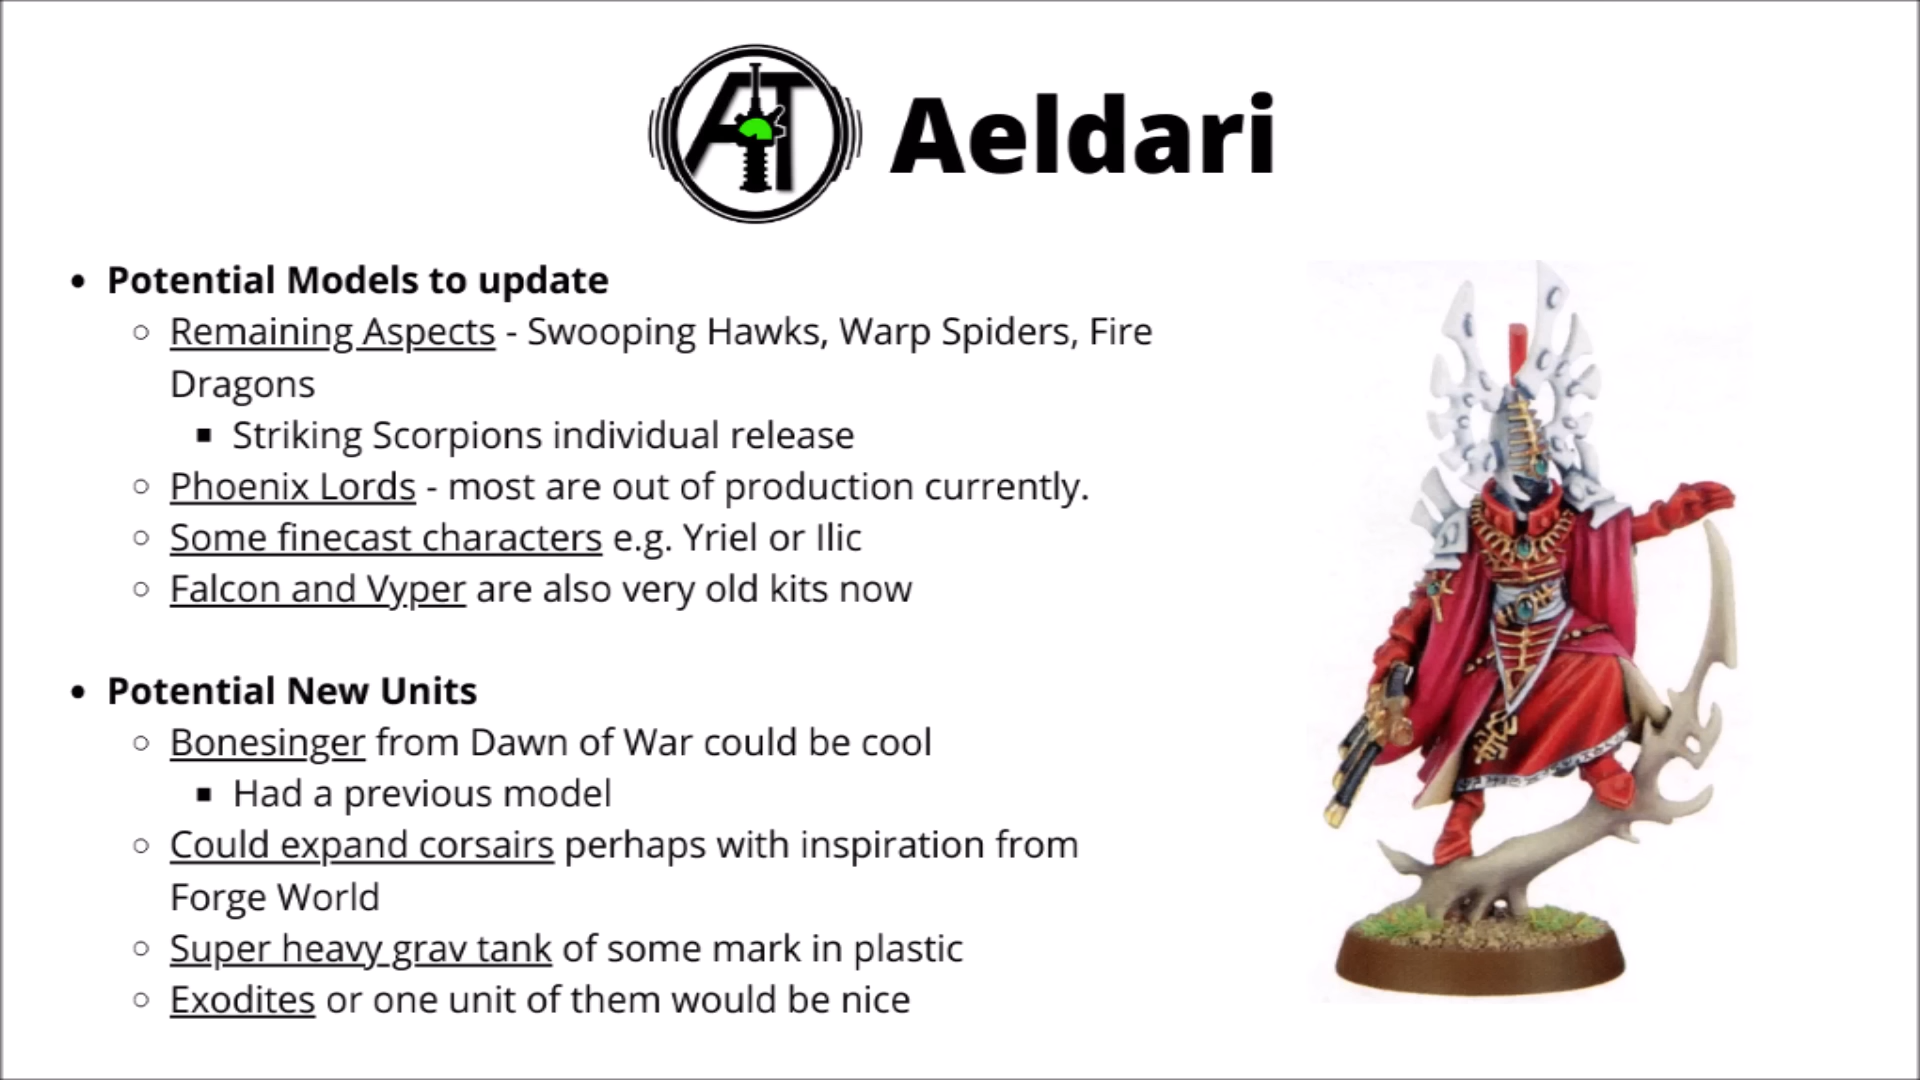 AT Aeldari
• Potential Models to update
○ Remaining Aspects - Swooping Hawks, Warp Spiders, Fire
Dragons
▪ Striking Scorpions individual release
○ Phoenix Lords - most are out of production currently.
○ Some finecast characters e.g. Yriel or Ilic
○ Falcon and Vyper are also very old kits now
• Potential New Units
○ Bonesinger from Dawn of War could be cool
▪ Had a previous model
○ Could expand corsairs perhaps with inspiration from
Forge World
○ Super heavy grav tank of some mark in plastic
○ Exodites or one unit of them would be nice